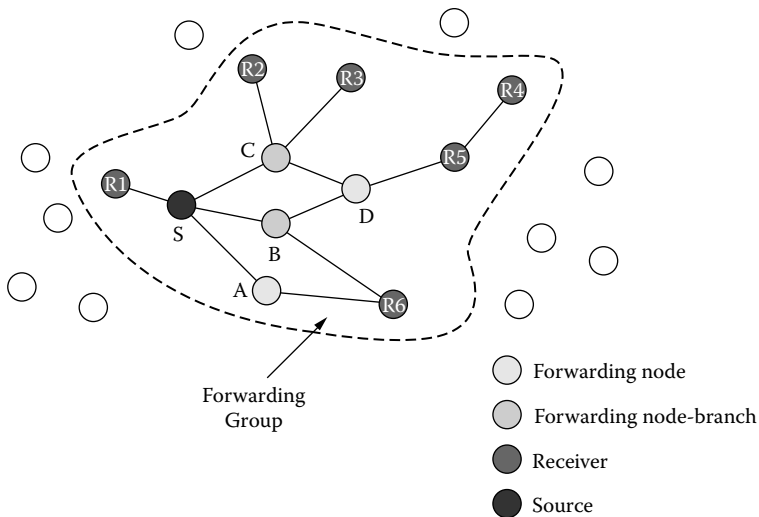 R2
R3
R4
C
R5
R1
D
S
B
A
R6
Forwarding
Group
Forwarding node
Forwarding node-branch
Receiver
Source